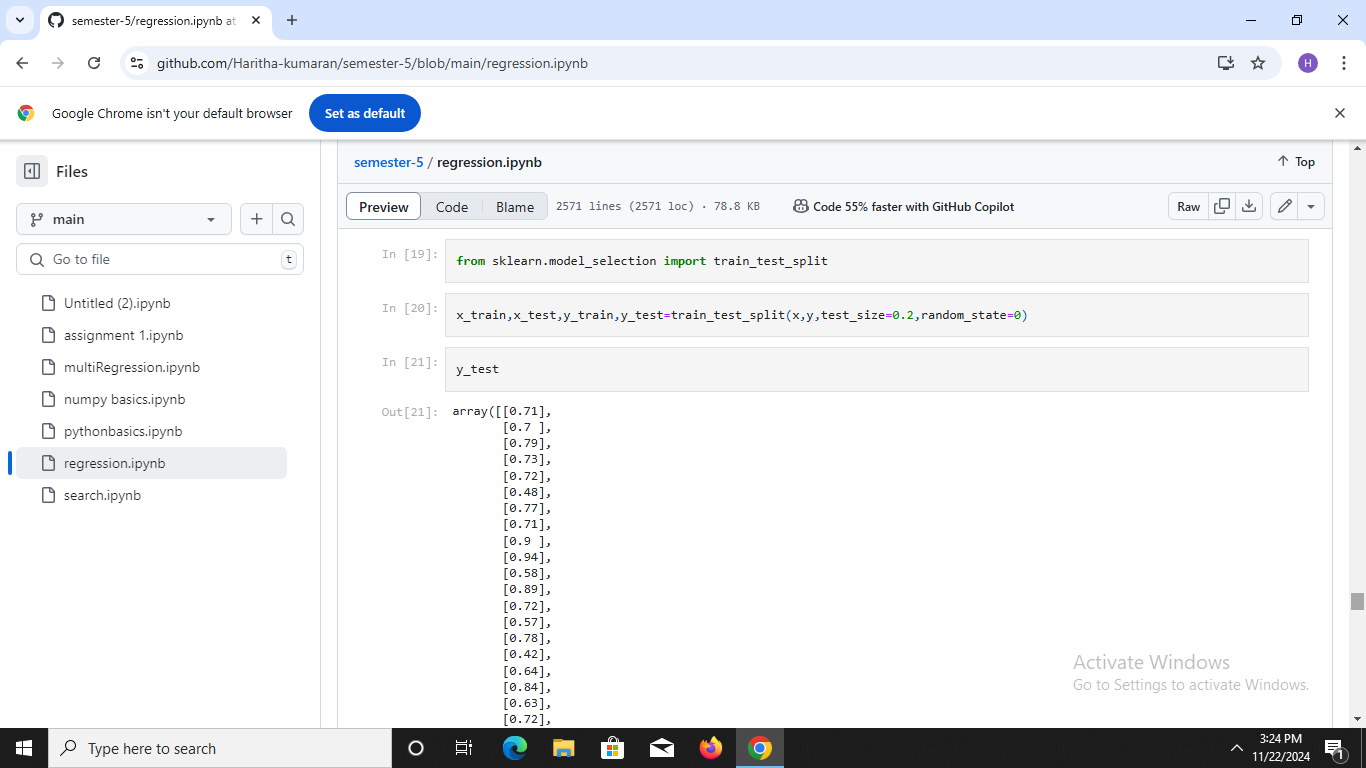 semester-5/regression.ipynb at
github.com/Haritha-kumaran/semester-5/blob/main/regression.ipynb
H
Google Chrome isn't your default browser
Set as default
Files
main
Go to file
t
Untitled (2).ipynb
assignment 1.ipynb
multiRegression.ipynb
numpy basics.ipynb
pythonbasics.ipynb
regression.ipynb
search.ipynb
semester-5 / regression.ipynb
Top
Preview
Code
Blame
2571 lines (2571 loc) · 78.8 KB
Code 55% faster with GitHub Copilot
Raw
In [19]:
from sklearn.model_selection import train_test_split
In [20]:
x_train,x_test,y_train,y_test=train_test_split(x,y,test_size=0.2,random_state=0)
In [21]:
y_test
Out[21]:
array([[0.71],
[0.7 ],
[0.79],
[0.73],
[0.72],
[0.48],
[0.77],
[0.71],
[0.9 ],
[0.94],
[0.58],
[0.89],
[0.72],
[0.57],
[0.78],
[0.42],
[0.64],
[0.84],
[0.63],
[0.72],
Activate Windows
Go to Settings to activate Windows.
Type here to search
3:24 PM
11/22/2024
1